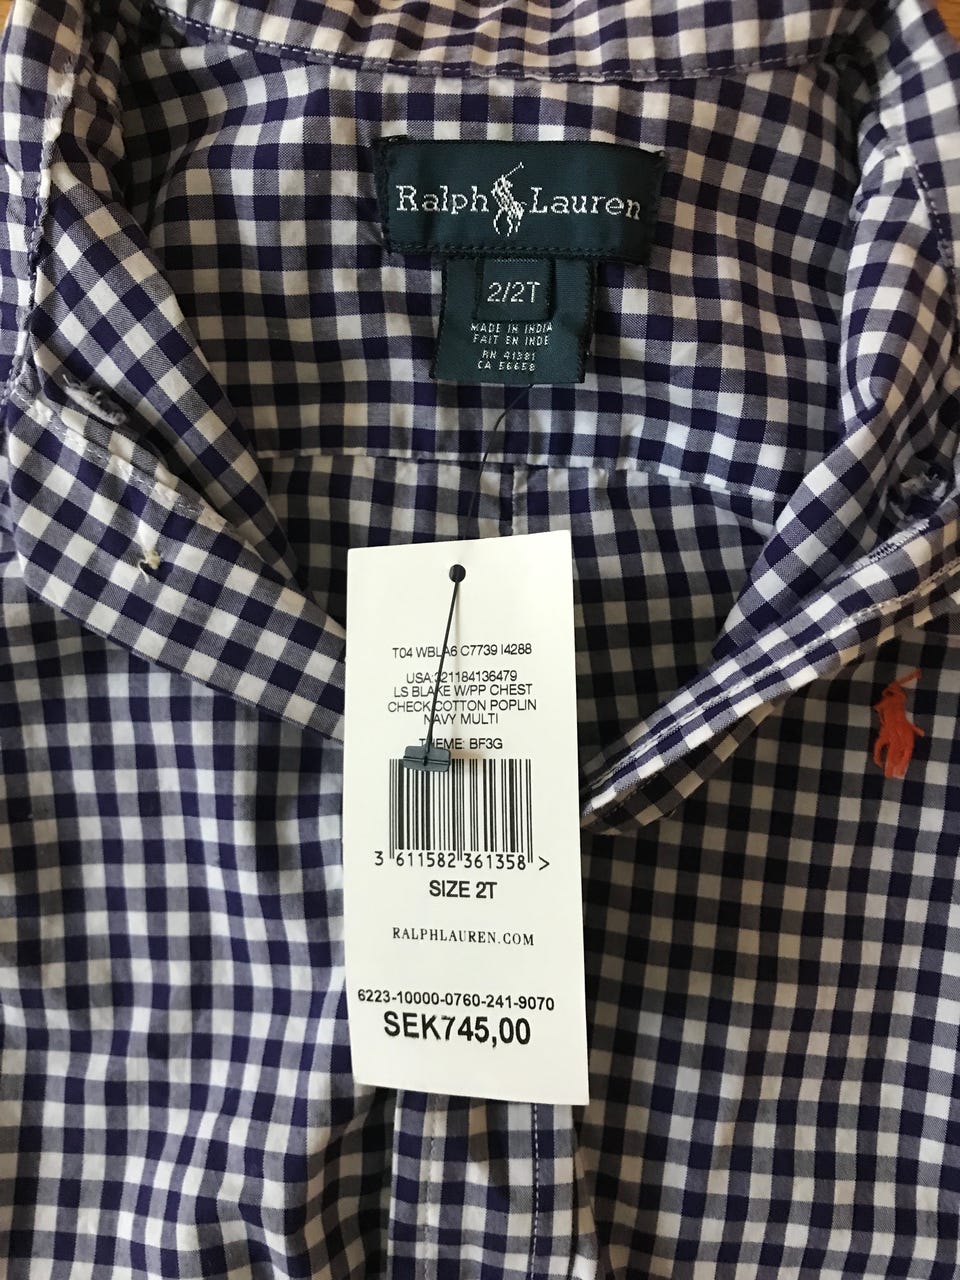 Ralph Lauren
2/2T
MADE IN INDIA
FAIT EN INDE
RN 41381
CA 56658
T04 WBLA6 C7739 I4288
USA:321184136479
LS BLAKE W/PP CHEST
CHECK COTTON POPLIN
NAVY MULTI
THEME: BF3G
3 611582 361358 >
SIZE 2T
RALPHLAUREN.COM
6223-10000-0760-241-9070
SEK745,00